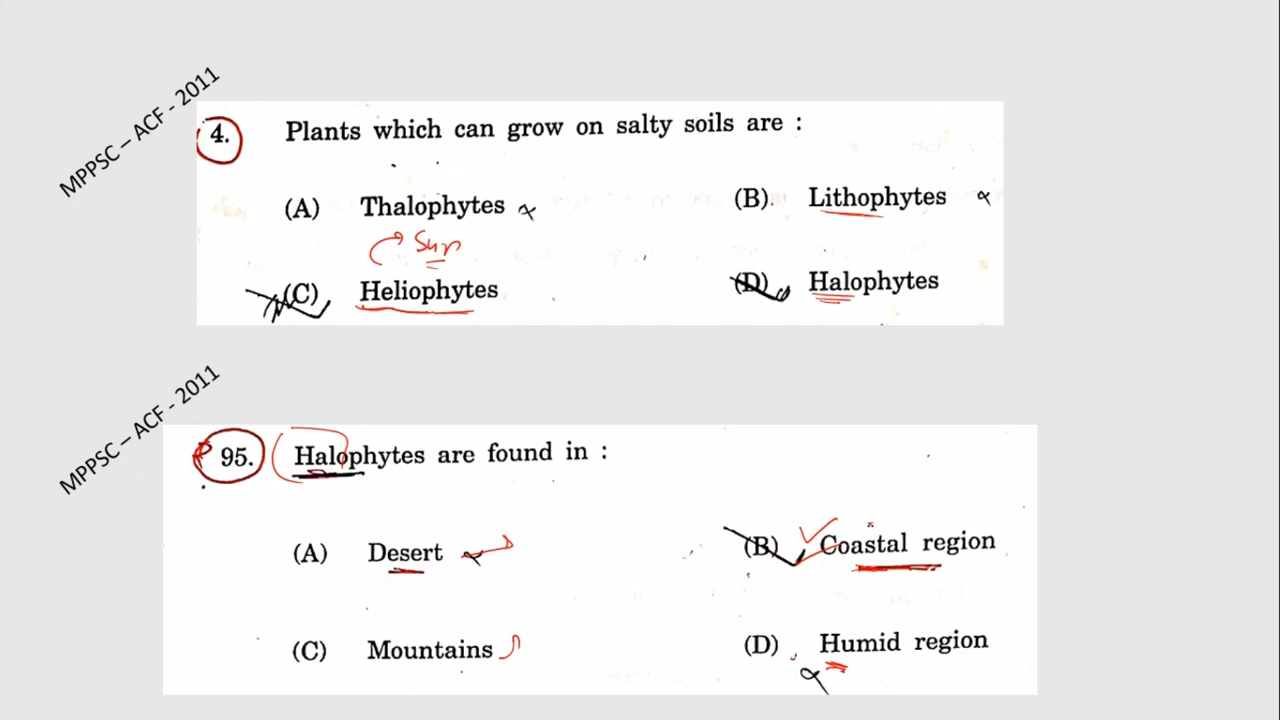 MPPSC – ACF - 2011
4. Plants which can grow on salty soils are :
(A) Thalophytes (B) Lithophytes
Sun
(C) Heliophytes (D) Halophytes
MPPSC – ACF - 2011
95. Halophytes are found in :
(A) Desert (B) Coastal region
(C) Mountains (D) Humid region